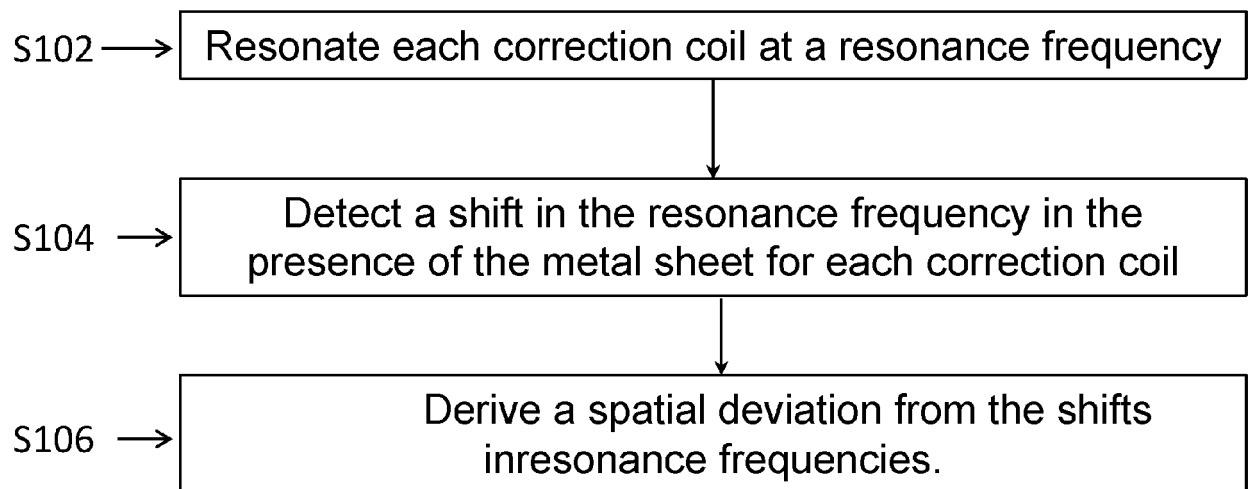 S102
Resonate each correction coil at a resonance frequency
Detect a shift in the resonance frequency in the
S104
presence of the metal sheet for each correction coil
Derive a spatial deviation from the shifts
S106
inresonance frequencies.